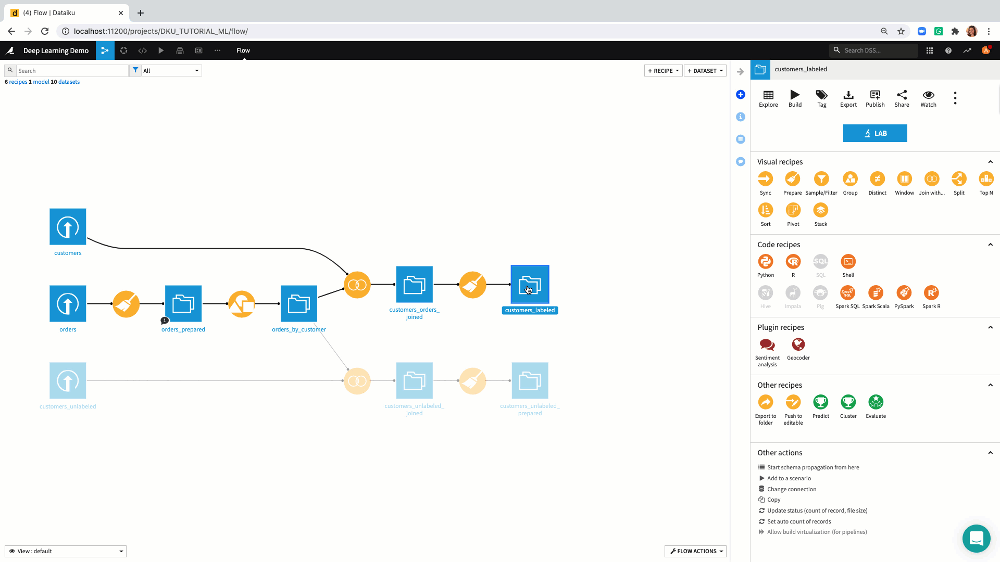 (4) Flow | Dataiku
localhost:11200/projects/DKU_TUTORIAL_ML/flow/
Deep Learning Demo
Flow
Search DSS...
A
Search
All
6 recipes 1 model 10 datasets
+ RECIPE
+ DATASET
customers
orders
1
orders_prepared
orders_by_customer
customers_orders_
joined
customers_labeled
customers_unlabeled
customers_unlabeled_
joined
customers_unlabeled_
prepared
View : default
FLOW ACTIONS
customers_labeled
Explore Build Tag Export Publish Share Watch
LAB
Visual recipes
Sync Prepare Sample/Filter Group Distinct Window Join with... Split Top N
Sort Pivot Stack
Code recipes
SQL
Python R SQL Shell
Spark SQL
Hive Impala Pig Spark SQL Spark Scala PySpark Spark R
Plugin recipes
Sentiment
analysis
Geocoder
Other recipes
Export to
folder
Push to
editable
Predict
Cluster
Evaluate
Other actions
Start schema propagation from here
Add to a scenario
Change connection
Copy
Update status (count of record, file size)
Set auto count of records
Allow build virtualization (for pipelines)